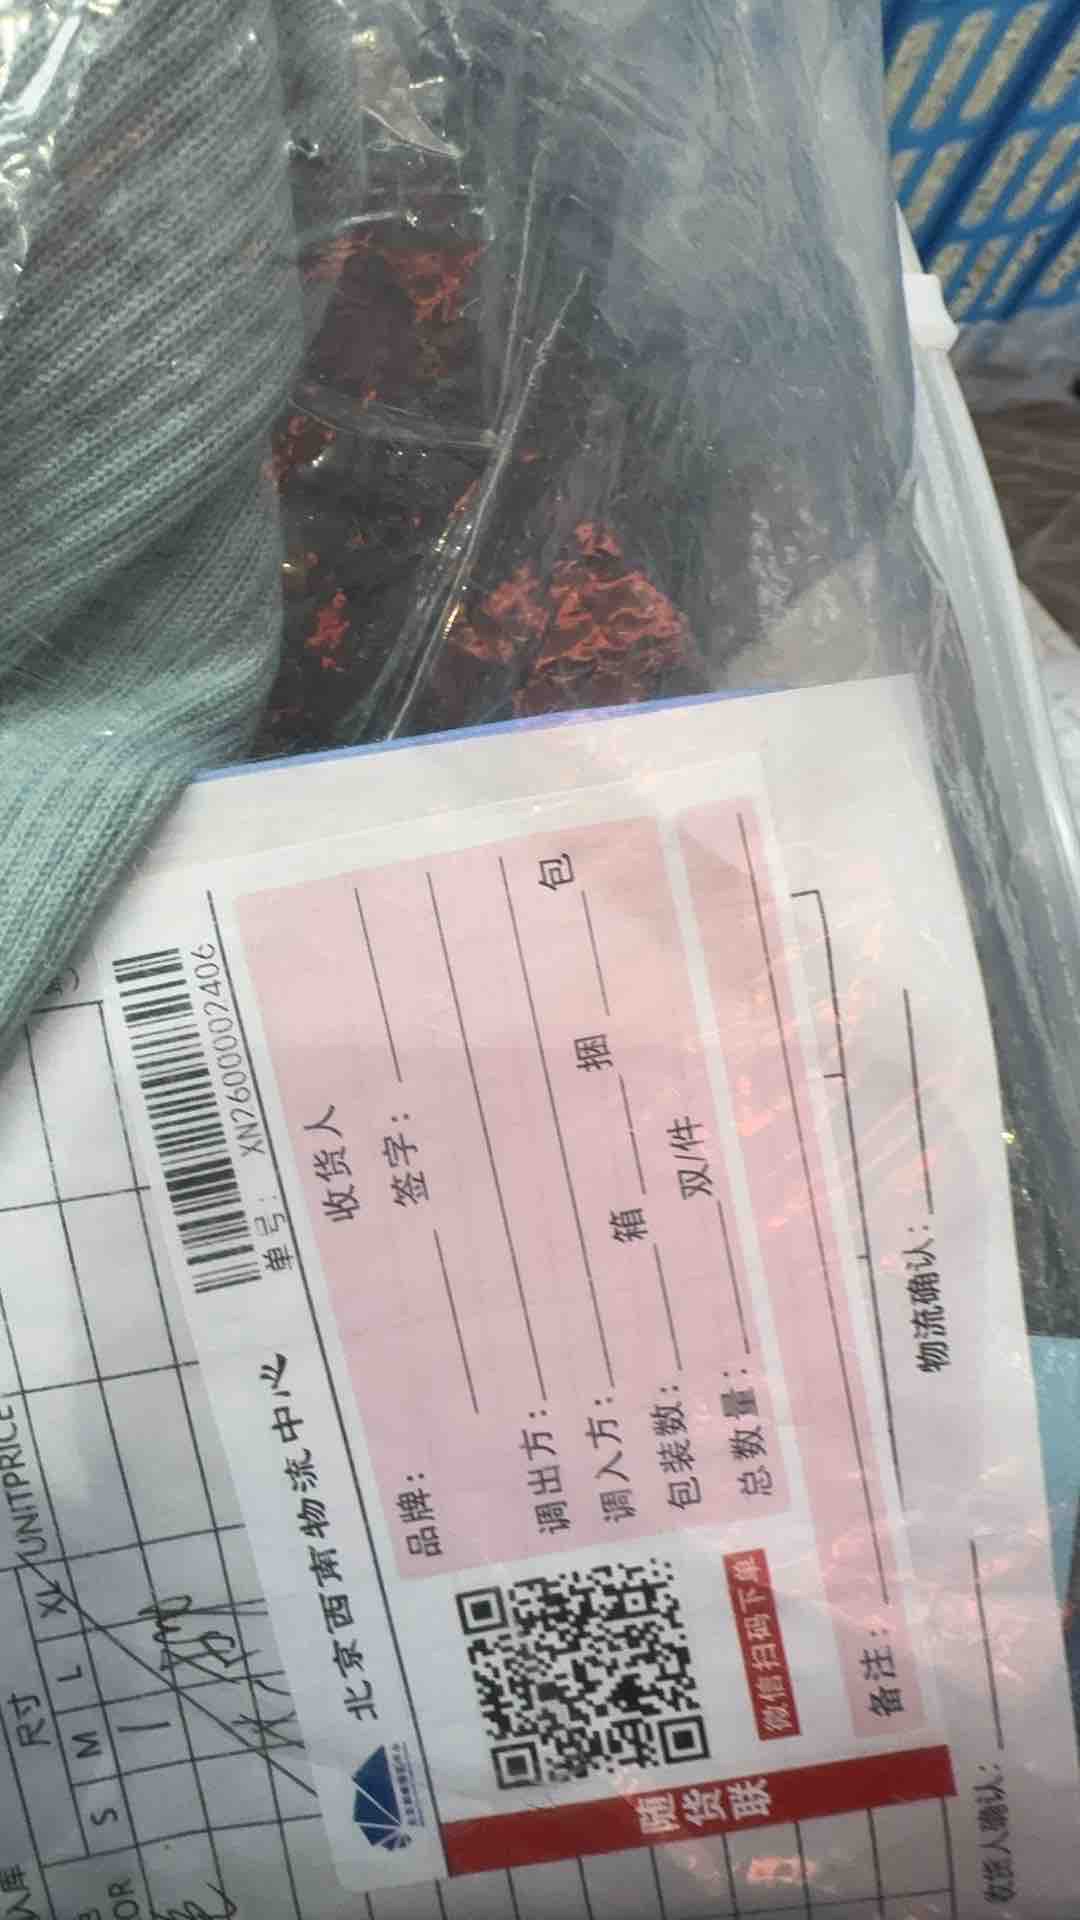 尺寸
S M L XL UNITPRICE
北京西南物流中心
单号: XN2600002406
收货人
品牌:
签字:
调出方:
调入方:
包装数: 箱 捆 包
总数量: 双/件
微信扫码下单
随货联
备注:
收货人确认:
物流确认: